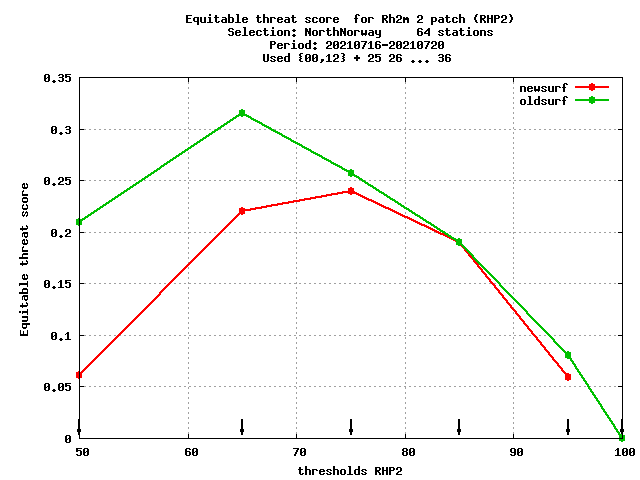 Equitable threat score  for Rh2m 2 patch (RHP2)
Selection: NorthNorway     64 stations
Period: 20210716-20210720
Used {00,12} + 25 26 ... 36
newsurf
oldsurf
0.35
0.3
0.25
0.2
0.15
0.1
0.05
0
Equitable threat score
50 60 70 80 90 100
thresholds RHP2